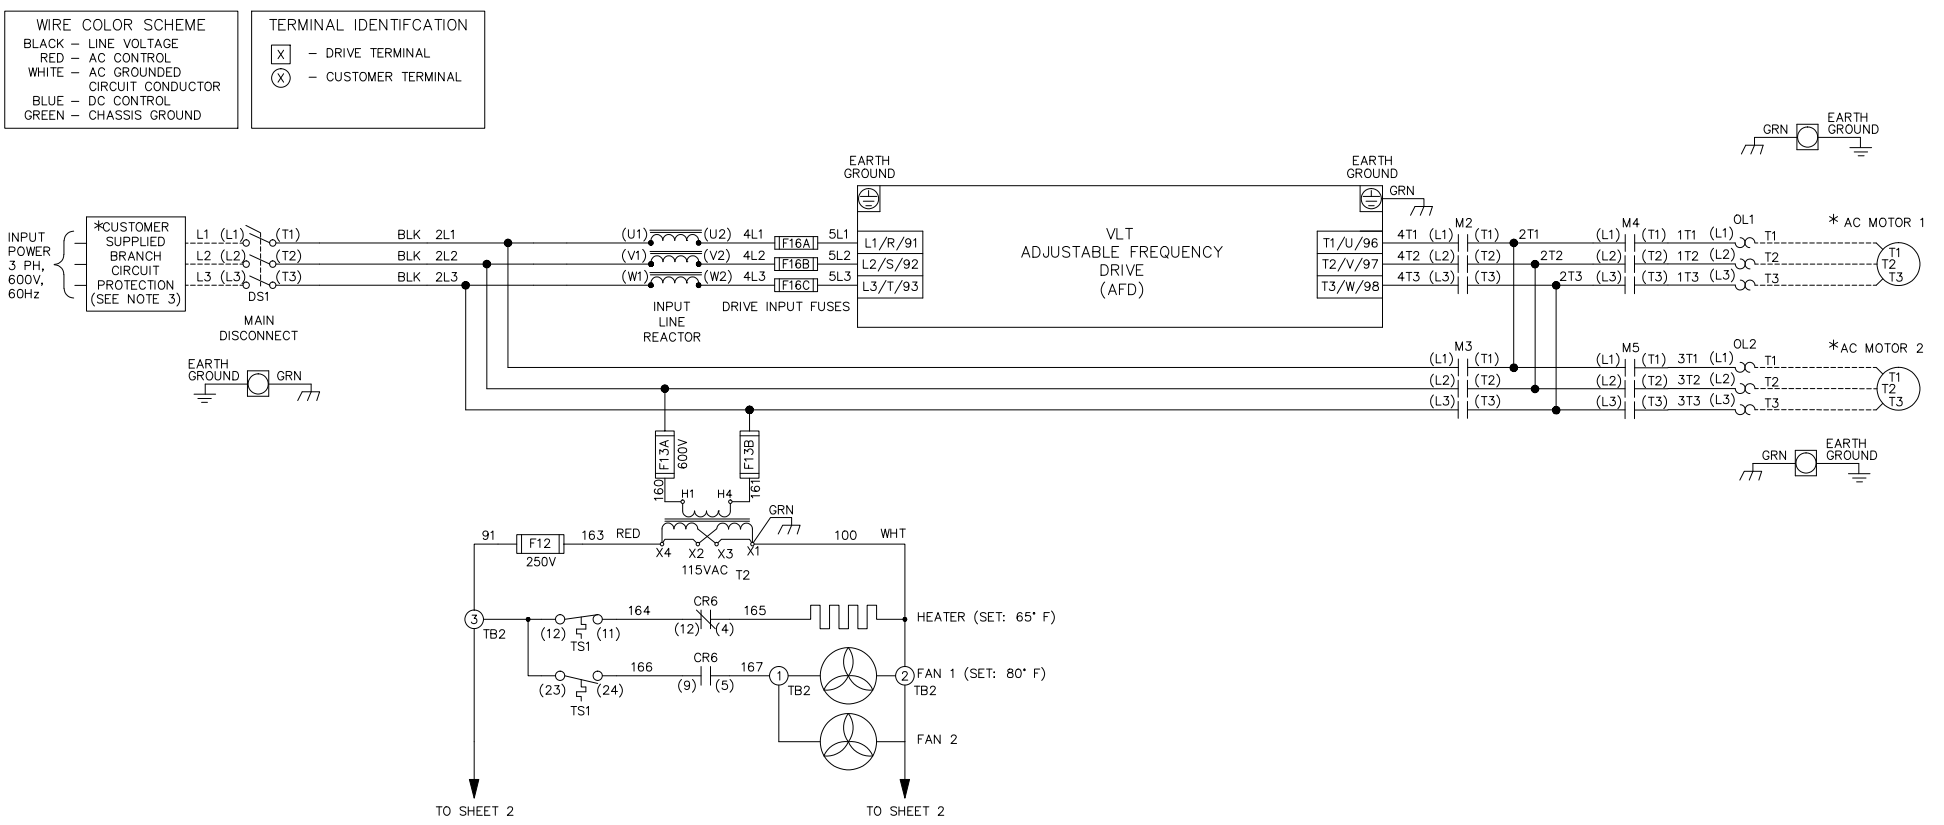 WIRE COLOR SCHEME
BLACK – LINE VOLTAGE
RED – AC CONTROL
WHITE – AC GROUNDED
CIRCUIT CONDUCTOR
BLUE – DC CONTROL
GREEN – CHASSIS GROUND
TERMINAL IDENTIFCATION
X – DRIVE TERMINAL
X – CUSTOMER TERMINAL
GRN
EARTH
GROUND
EARTH
GROUND
EARTH
GROUND
GRN
INPUT
POWER
3 PH,
600V,
60Hz
*CUSTOMER
SUPPLIED
BRANCH
CIRCUIT
PROTECTION
(SEE NOTE 3)
L1 (L1) (T1) BLK 2L1 (U1) (U2) 4L1 F16A 5L1 L1/R/91
L2 (L2) (T2) BLK 2L2 (V1) (V2) 4L2 F16B 5L2 L2/S/92
L3 (L3) (T3) BLK 2L3 (W1) (W2) 4L3 F16C 5L3 L3/T/93
DS1
MAIN
DISCONNECT
INPUT
LINE
REACTOR
DRIVE INPUT FUSES
VLT
ADJUSTABLE FREQUENCY
DRIVE
(AFD)
M2 M4 OL1 * AC MOTOR 1
T1/U/96 4T1 (L1) (T1) 2T1 (L1) (T1) 1T1 (L1) T1 T1
T2/V/97 4T2 (L2) (T2) 2T2 (L2) (T2) 1T2 (L2) T2 T2
T3/W/98 4T3 (L3) (T3) 2T3 (L3) (T3) 1T3 (L3) T3 T3
M3 M5 OL2 *AC MOTOR 2
(L1) (T1) (L1) (T1) 3T1 (L1) T1 T1
(L2) (T2) (L2) (T2) 3T2 (L2) T2 T2
(L3) (T3) (L3) (T3) 3T3 (L3) T3 T3
EARTH
GROUND GRN
GRN EARTH
GROUND
F13A 600V F13B
160 H1 H4 161
GRN
91 F12 163 RED X4 X2 X3 X1 100 WHT
250V
115VAC T2
3 TB2
164 CR6 165
(12) (11) (12) (4) HEATER (SET: 65° F)
TS1
166 CR6 167 1 2 FAN 1 (SET: 80° F)
(23) (24) (9) (5) TB2 TB2
TS1
FAN 2
TO SHEET 2 TO SHEET 2